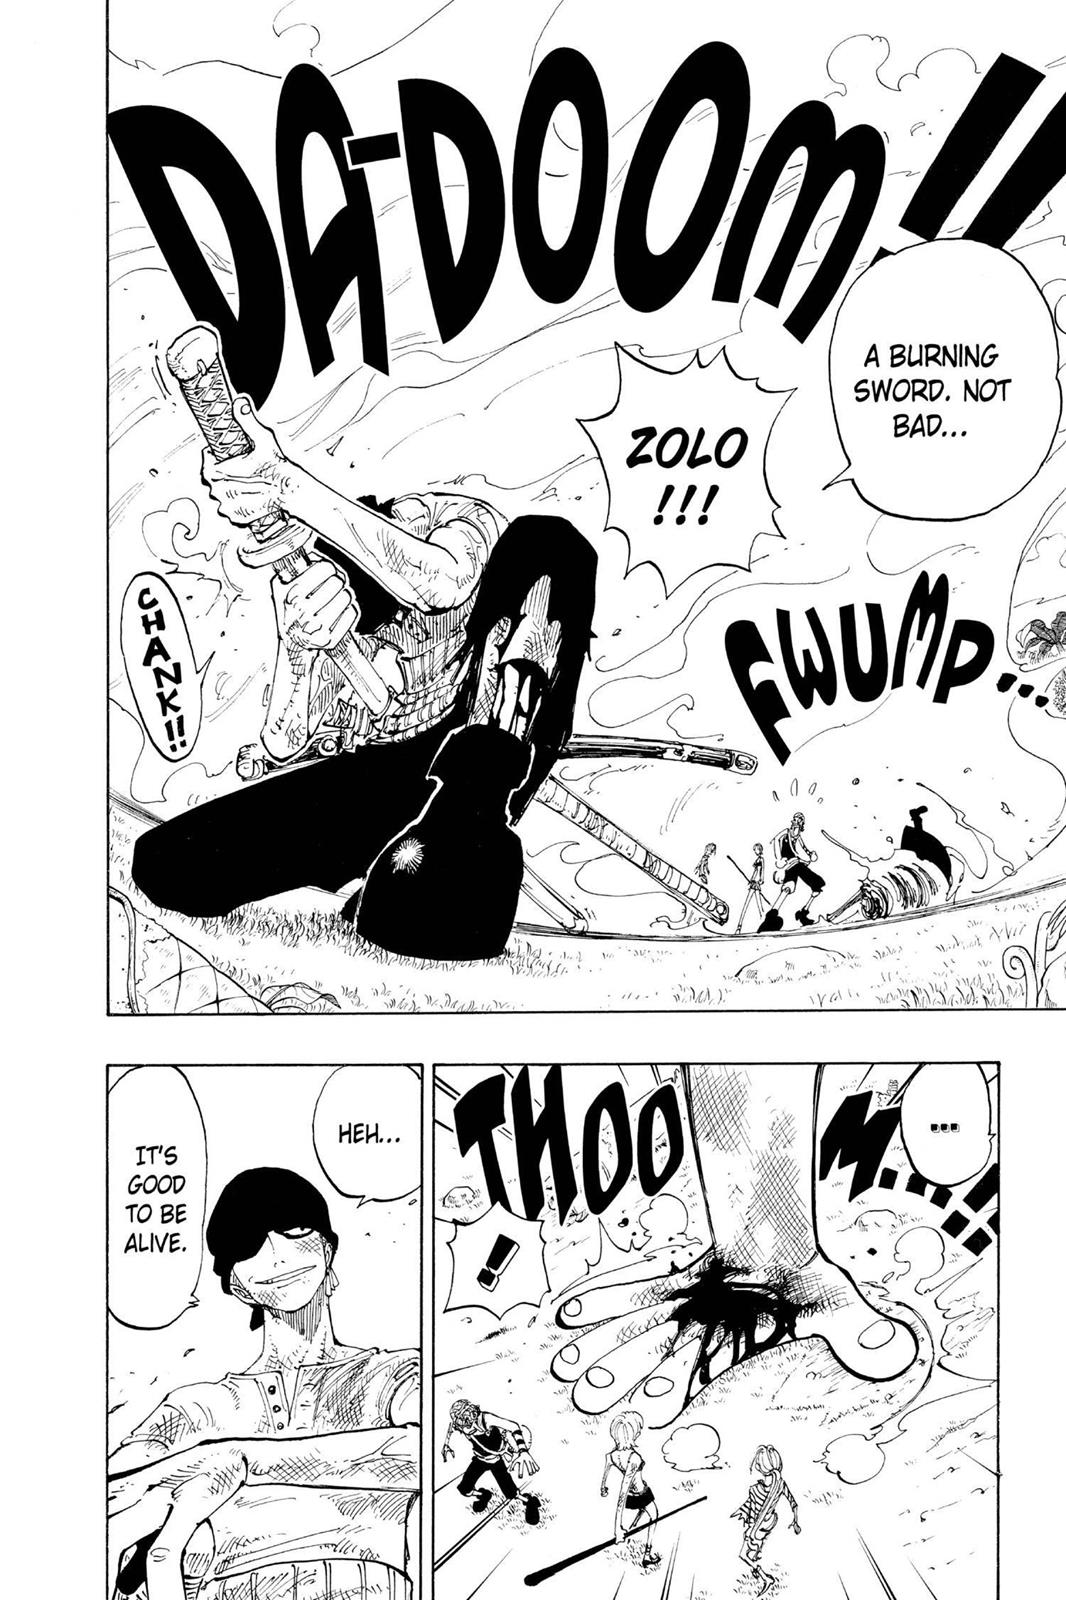 DA-DOOM!!
A BURNING
SWORD. NOT
BAD...
ZOLO
!!!
CHANK!!
FWUMP...
THOOM...!!
...
!
HEH...
IT'S
GOOD
TO BE
ALIVE.